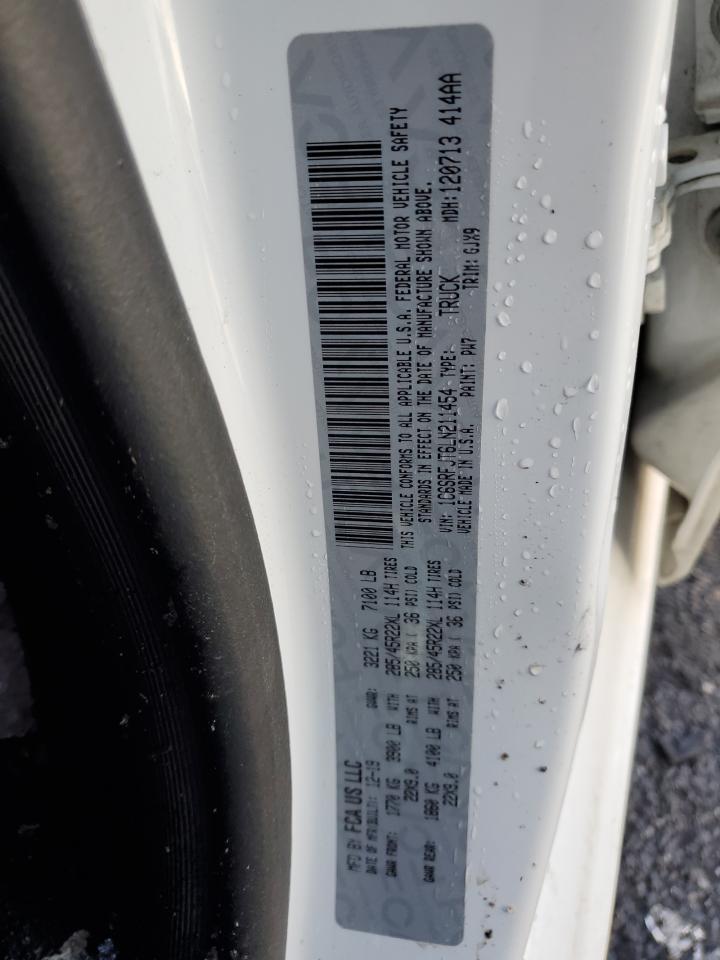 MFD BY FCA US LLC
DATE OF MFR(BUILT): 12-19 GVWR: 3221 KG 7100 LB
GAWR FRONT: 1770 KG 3900 LB WITH 285/45R22XL 114H TIRES
22X9.0 RIMS AT 250 KPA ( 36 PSI) COLD
GAWR REAR: 1860 KG 4100 LB WITH 285/45R22XL 114H TIRES
22X9.0 RIMS AT 250 KPA ( 36 PSI) COLD
THIS VEHICLE CONFORMS TO ALL APPLICABLE U.S.A. FEDERAL MOTOR VEHICLE SAFETY
STANDARDS IN EFFECT ON THE DATE OF MANUFACTURE SHOWN ABOVE.
VIN: 1C6SRFJT6LN211454 TYPE: TRUCK MDH: 120713 414AA
VEHICLE MADE IN U.S.A. PAINT: PW7 TRIM: GJX9